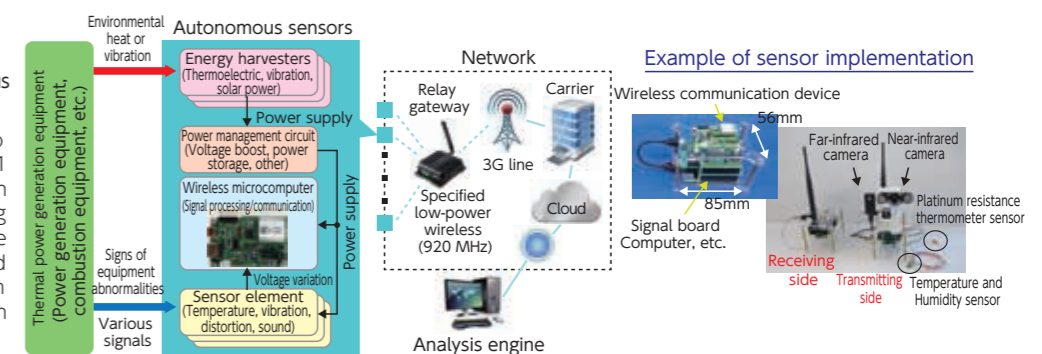 us
o
1
n
g
e
d
n
n
Thermal power generation equipment
(Power generation equipment,
combustion equipment, etc.)
Environmental
heat or
vibration
Signs of
equipment
abnormalities
Various
signals
Autonomous sensors
Energy harvesters
(Thermoelectric, vibration,
solar power)
Power supply
Power management circuit
(Voltage boost, power
storage, other)
Wireless microcomputer
(Signal processing/communication)
Power supply
Voltage variation
Sensor element
(Temperature, vibration,
distortion, sound)
Network
Relay
gateway
Specified
low-power
wireless
(920 MHz)
3G line
Carrier
Cloud
Analysis engine
Example of sensor implementation
Wireless communication device
56mm
85mm
Signal board
Computer, etc.
Far-infrared
camera
Near-infrared
camera
Platinum resistance
thermometer sensor
Receiving
side
Transmitting
side
Temperature and
Humidity sensor